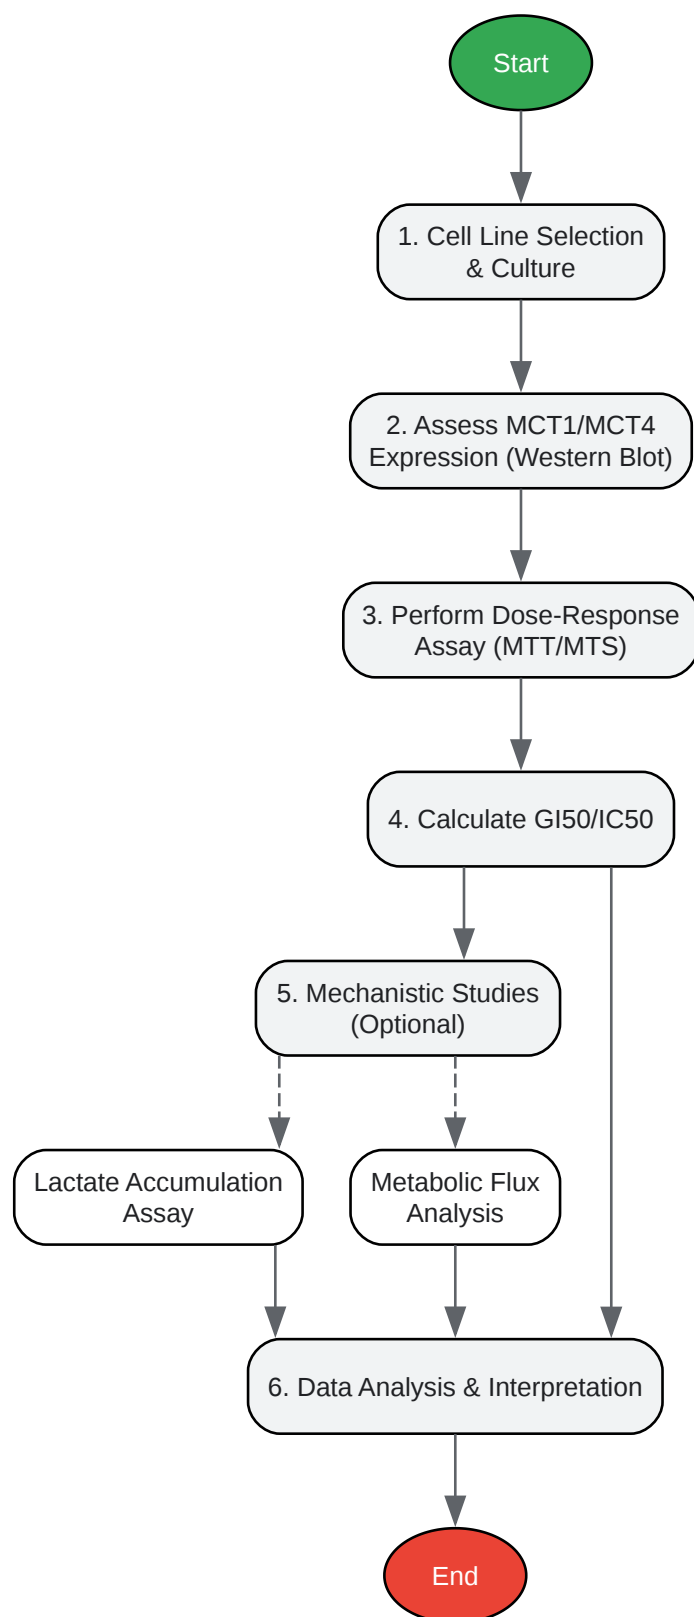 Start
1. Cell Line Selection
& Culture
2. Assess MCT1/MCT4
Expression (Western Blot)
3. Perform Dose-Response
Assay (MTT/MTS)
4. Calculate GI50/IC50
5. Mechanistic Studies
(Optional)
Lactate Accumulation
Assay
Metabolic Flux
Analysis
6. Data Analysis & Interpretation
End